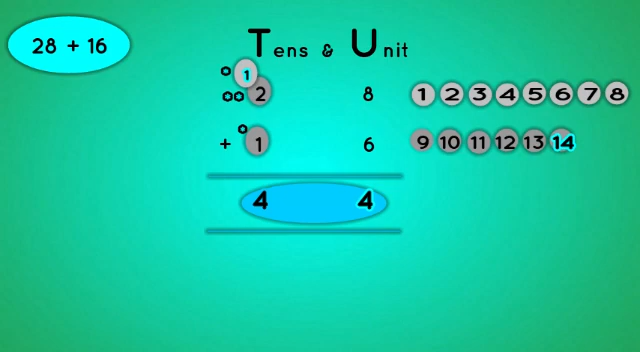 28 + 16
Tens & Unit
1
2 8 1 2 3 4 5 6 7 8
+ 1 6 9 10 11 12 13 14
4 4